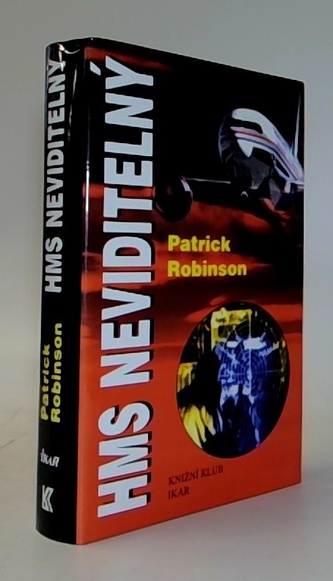 HMS NEVIDITELNÝ
Patrick
Robinson
IKAR
K
HMS NEVIDITELNÝ
Patrick
Robinson
KNIŽNÍ KLUB
IKAR